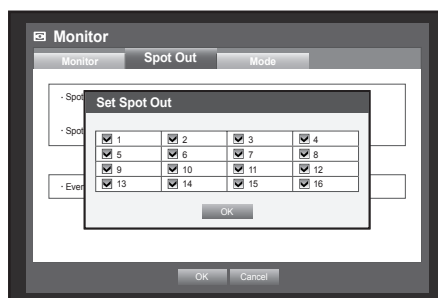 Monitor
Monitor Spot Out Mode
· Spot
Set Spot Out
· Spot
1 2 3 4
5 6 7 8
9 10 11 12
· Even
13 14 15 16
OK
OK Cancel